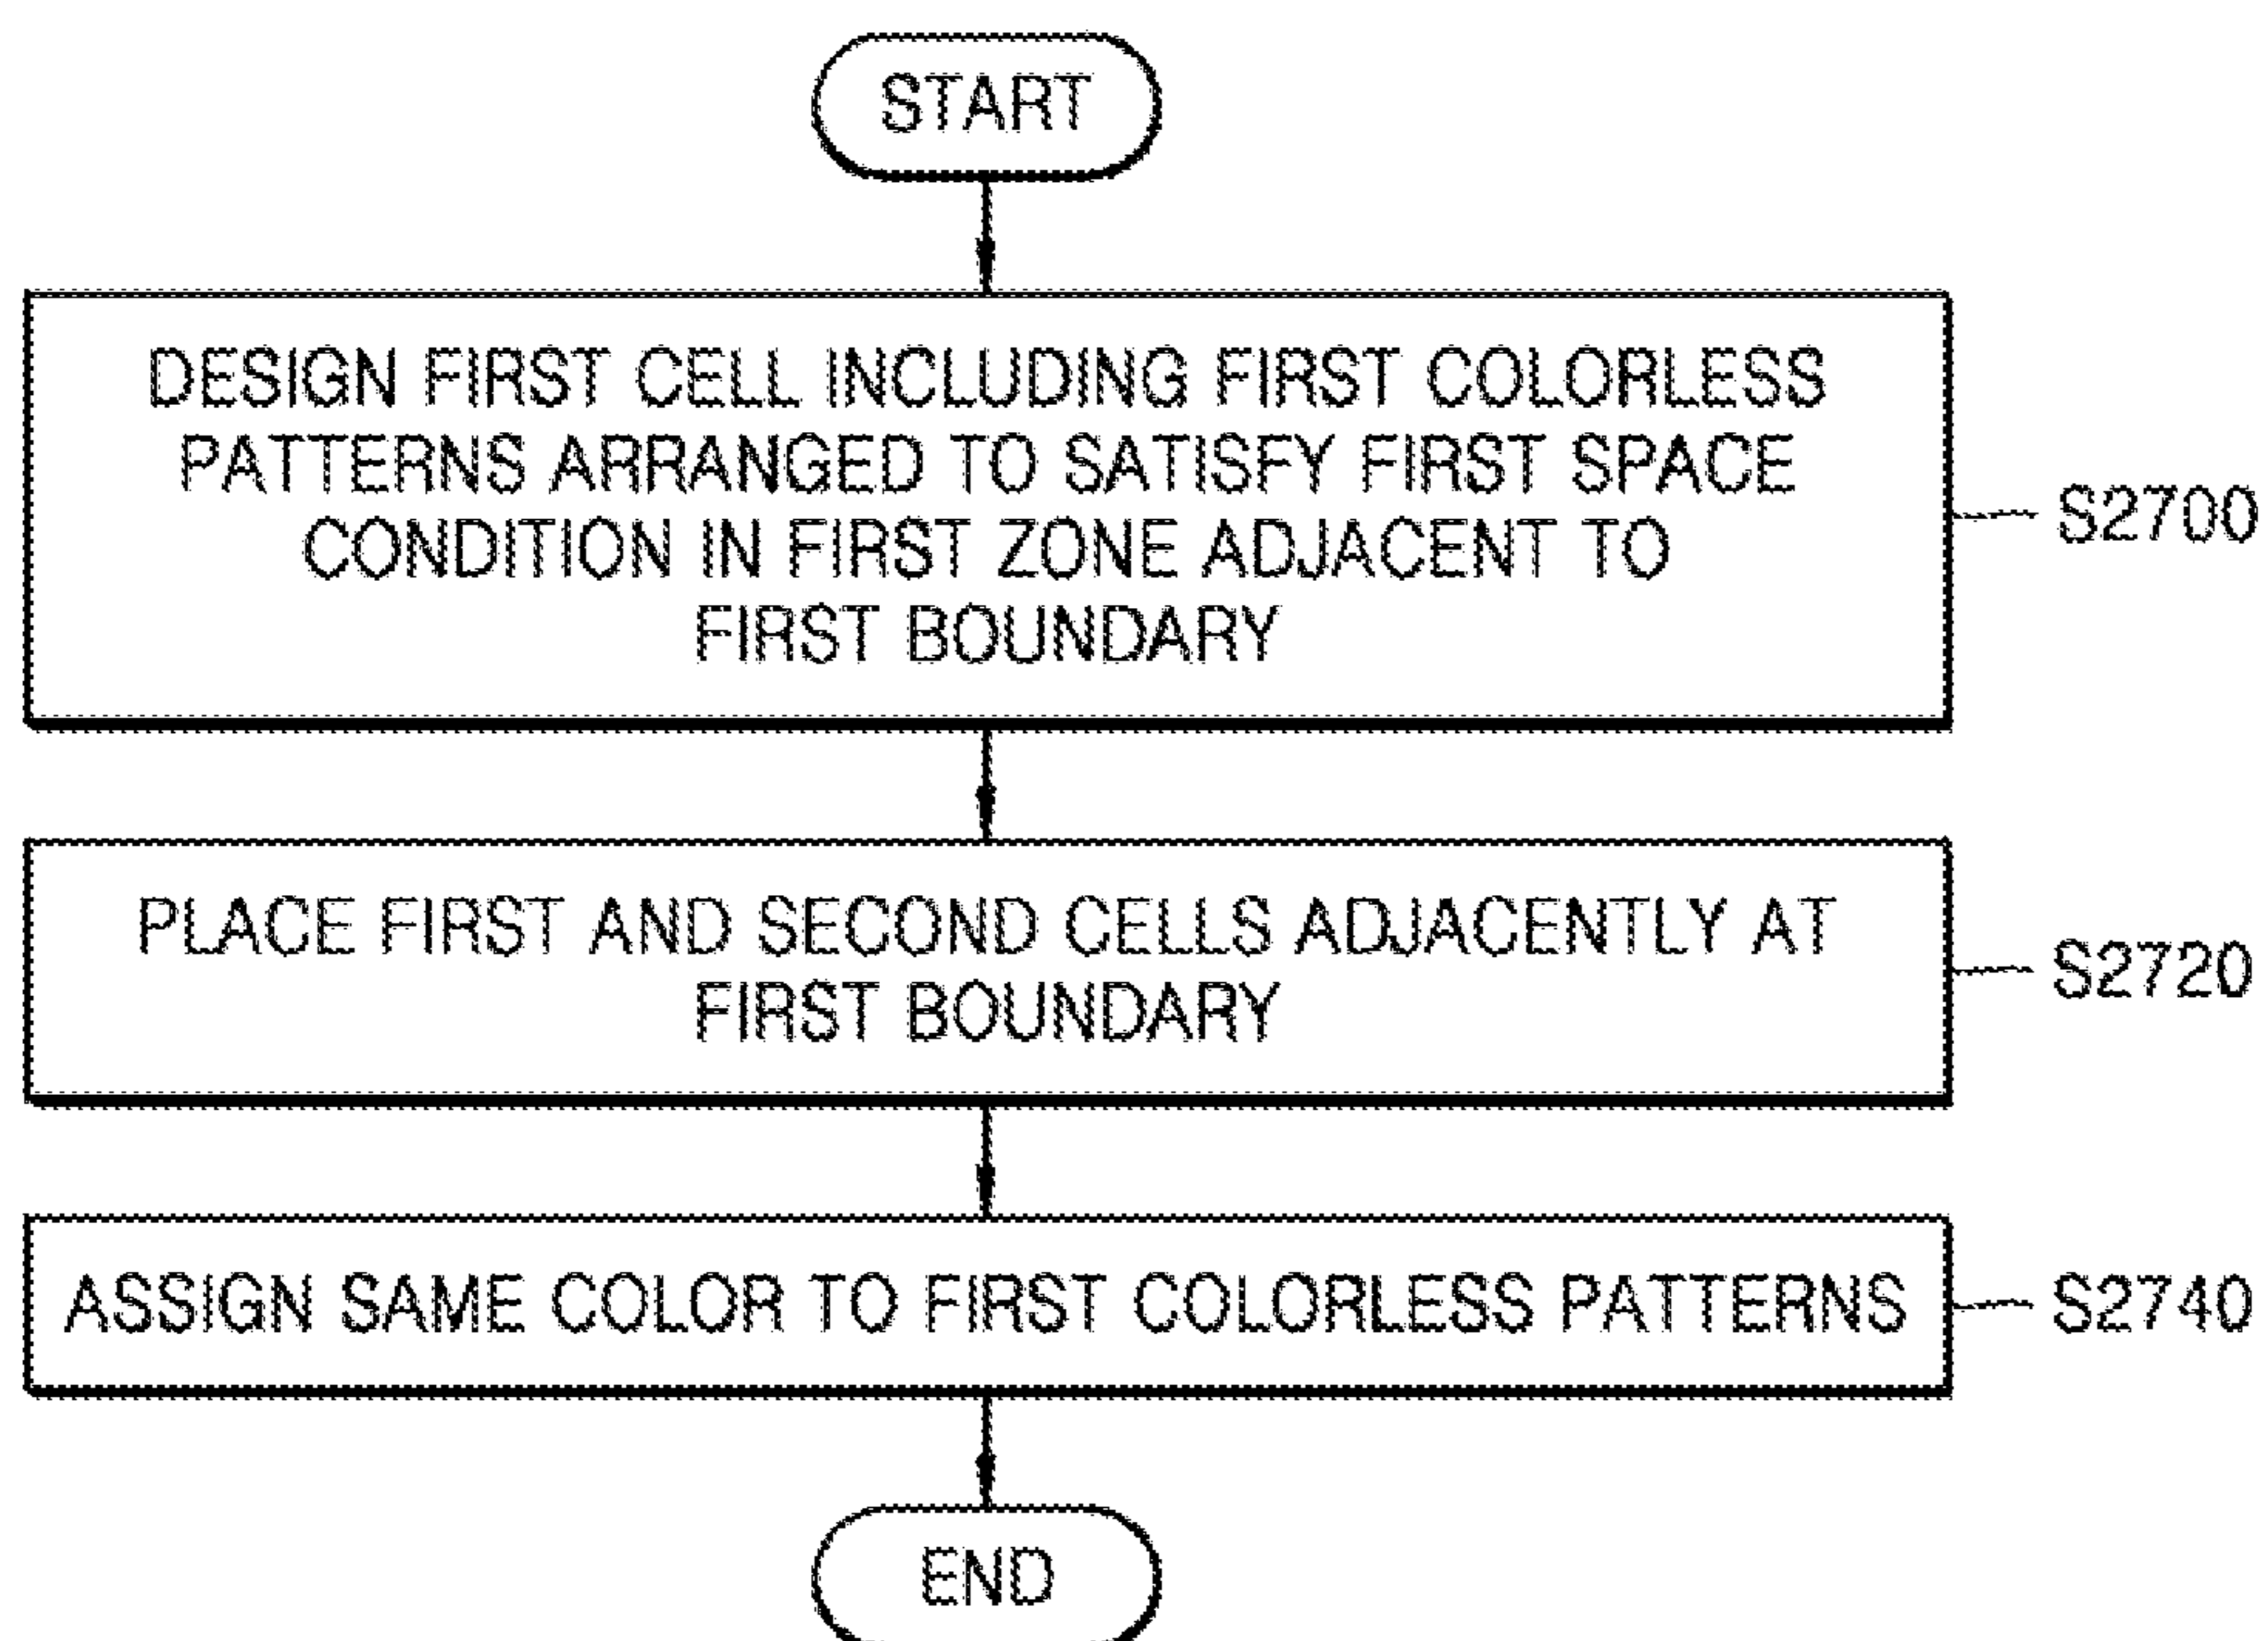 START
DESIGN FIRST CELL INCLUDING FIRST COLORLESS
PATTERNS ARRANGED TO SATISFY FIRST SPACE
CONDITION IN FIRST ZONE ADJACENT TO
FIRST BOUNDARY
S2700
PLACE FIRST AND SECOND CELLS ADJACENTLY AT
FIRST BOUNDARY
S2720
ASSIGN SAME COLOR TO FIRST COLORLESS PATTERNS
S2740
END